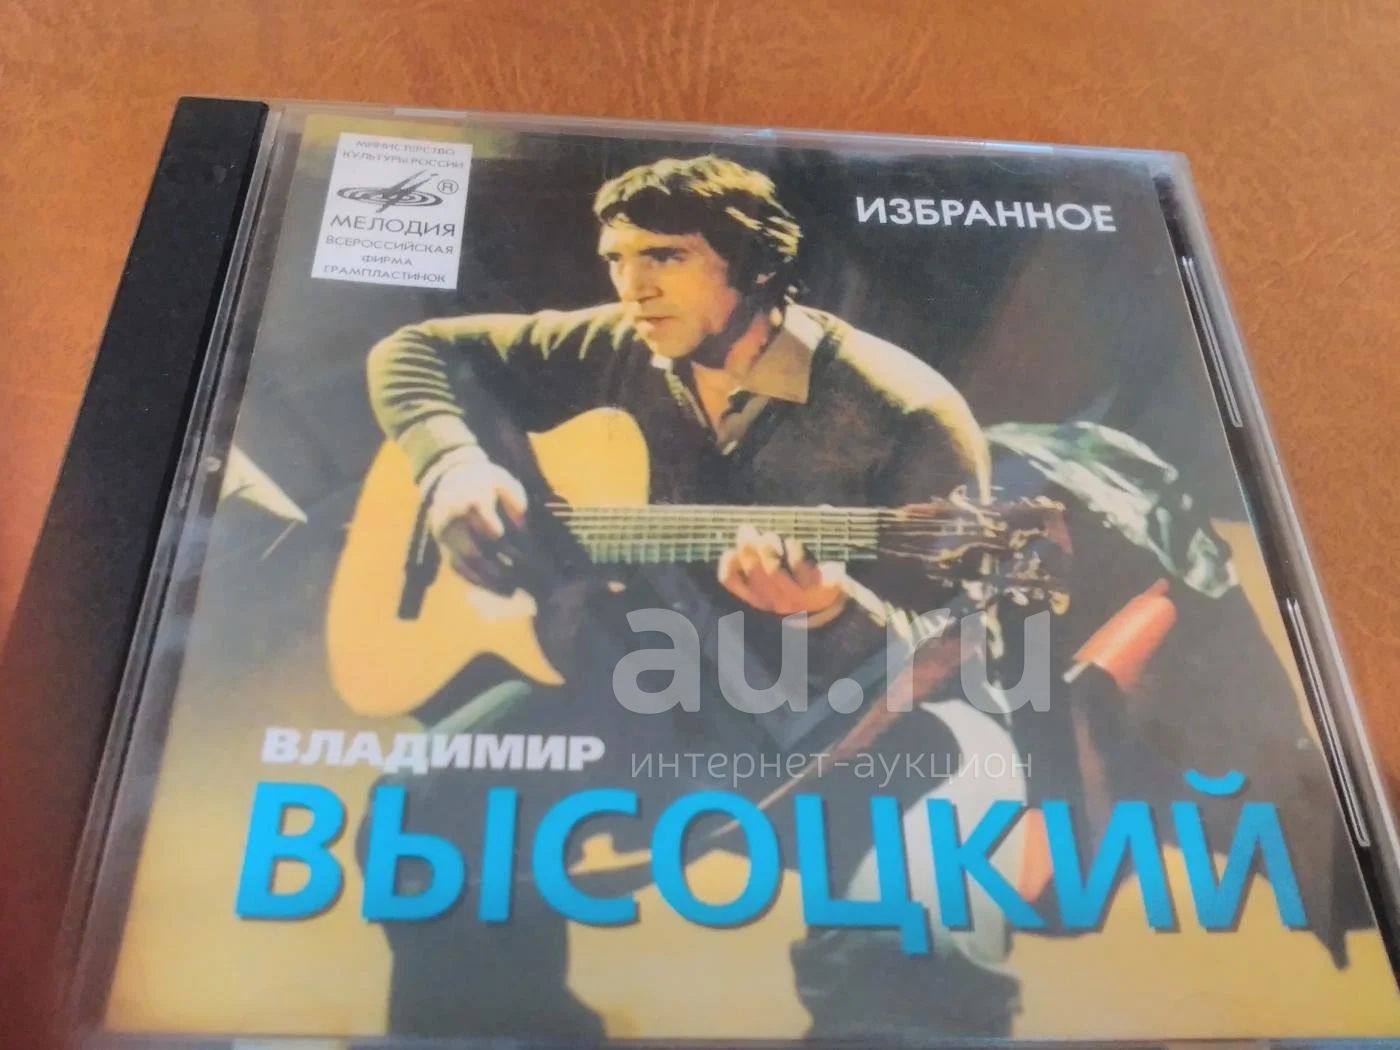 МИНИСТЕРСТВО
КУЛЬТУРЫ РОССИИ
®
МЕЛОДИЯ
ВСЕРОССИЙСКАЯ
ФИРМА
ГРАМПЛАСТИНОК
ИЗБРАННОЕ
au.ru
интернет-аукцион
ВЛАДИМИР
ВЫСОЦКИЙ